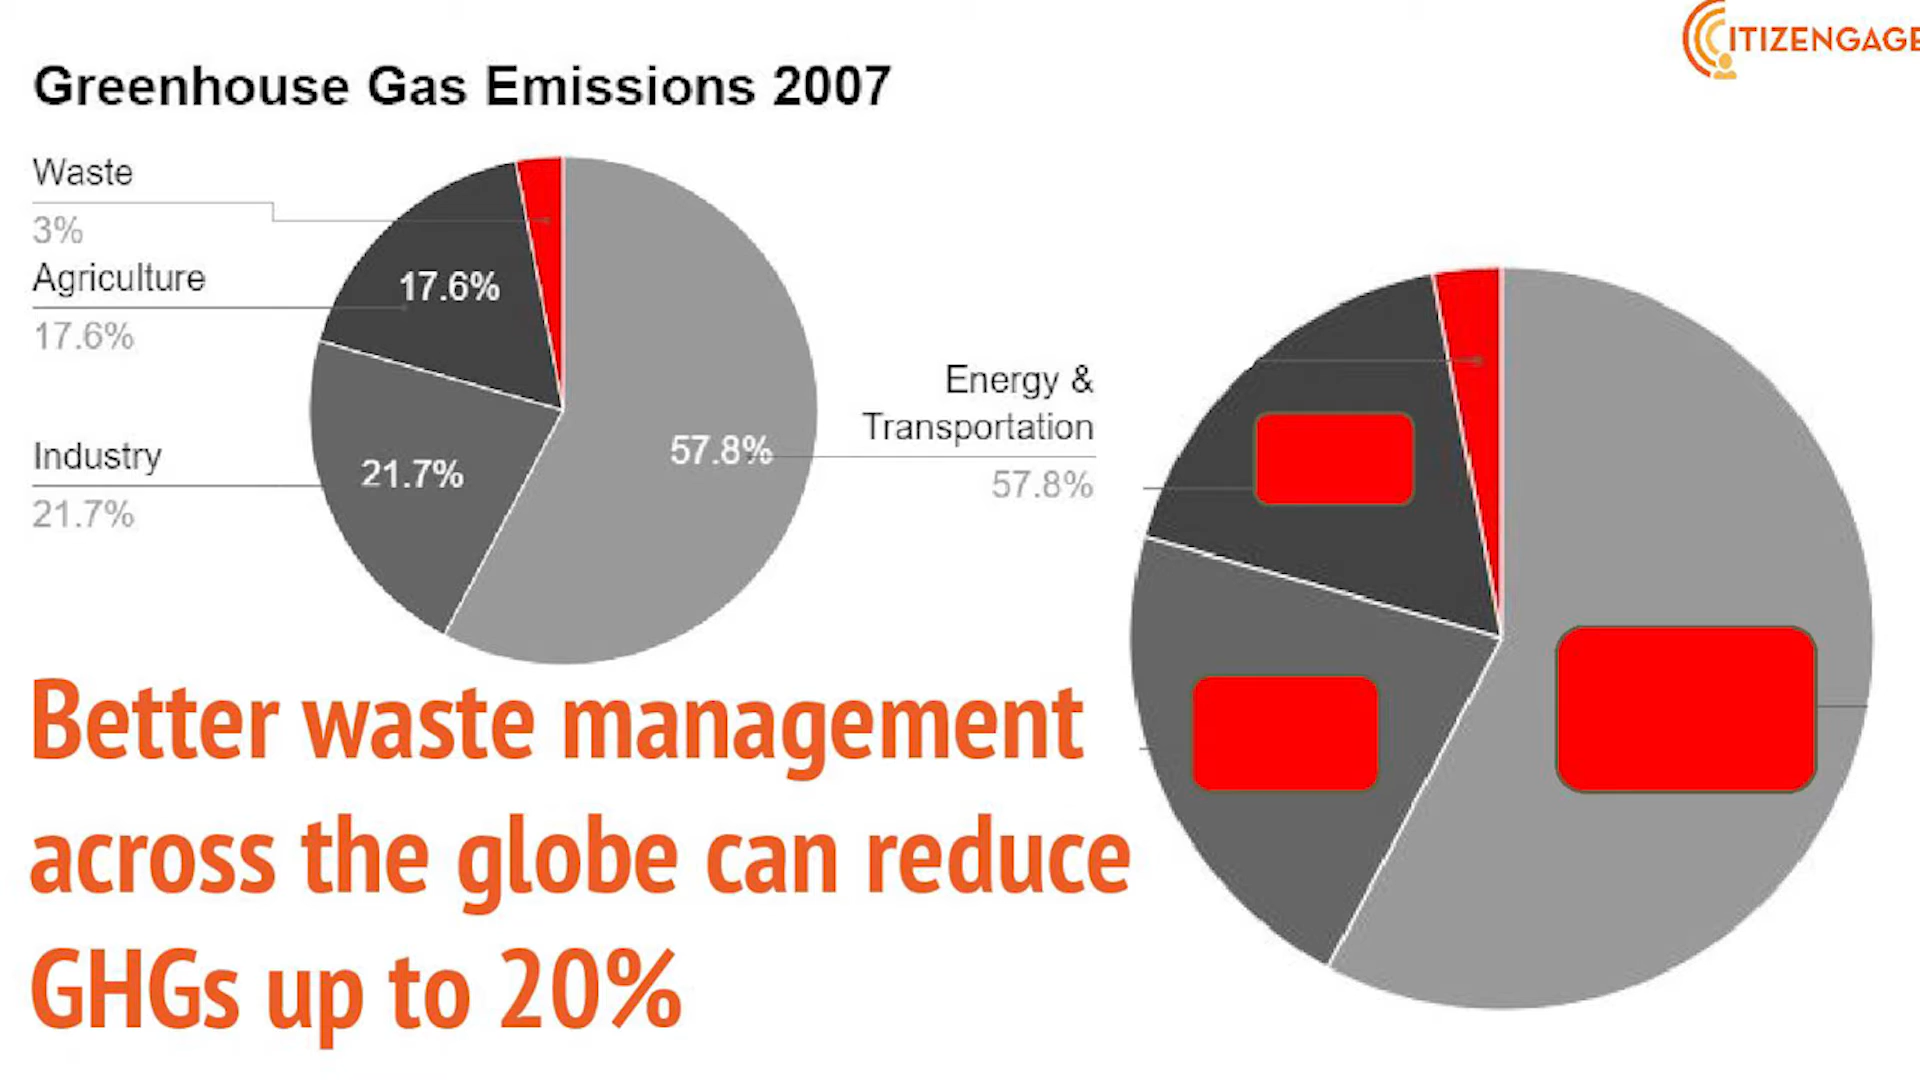 CITIZENGAGE
Greenhouse Gas Emissions 2007
Waste
3%
Agriculture
17.6%
Industry
21.7%
17.6%
21.7%
57.8%
Energy &
Transportation
57.8%
Better waste management
across the globe can reduce
GHGs up to 20%